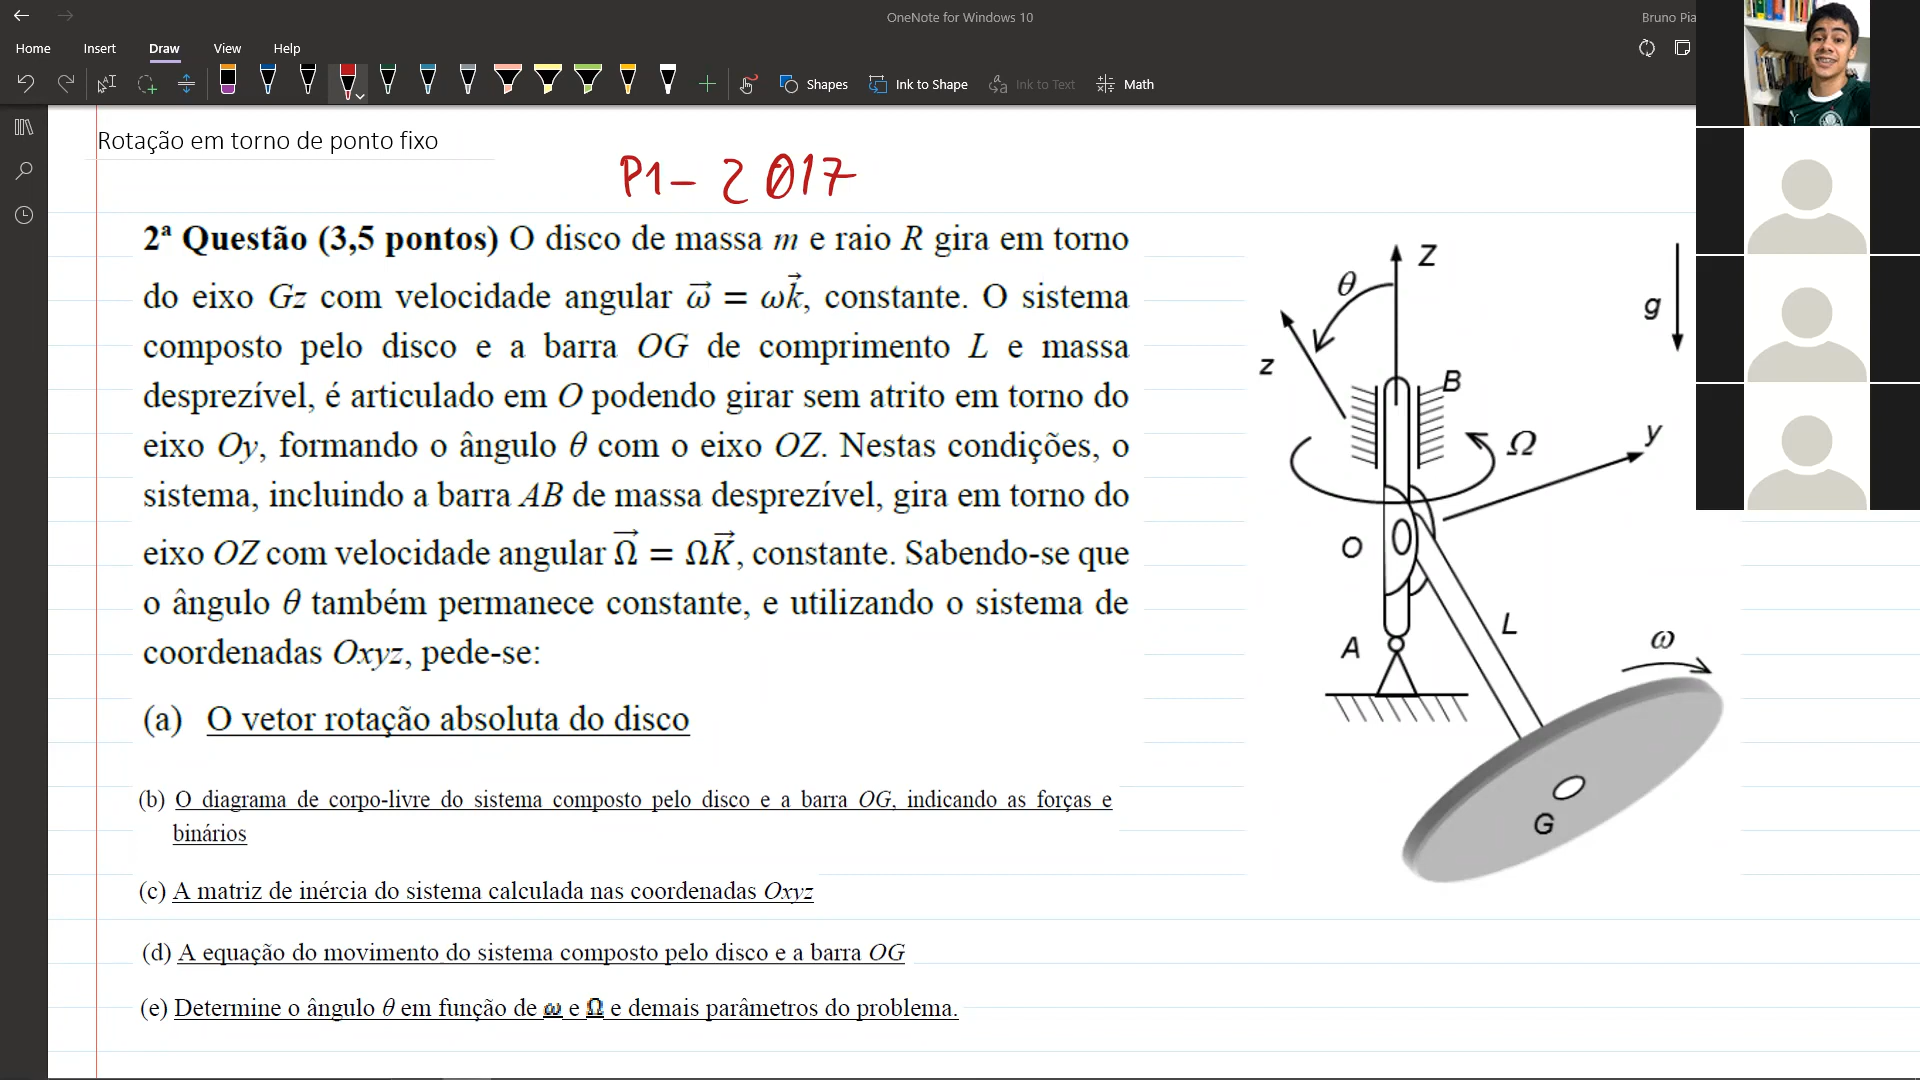 OneNote for Windows 10
Bruno Pia
Home Insert Draw View Help
Shapes Ink to Shape Ink to Text Math
Rotação em torno de ponto fixo
P1- 2017
2ª Questão (3,5 pontos) O disco de massa m e raio R gira em torno
do eixo Gz com velocidade angular ω⃗ = ωk⃗, constante. O sistema
composto pelo disco e a barra OG de comprimento L e massa
desprezível, é articulado em O podendo girar sem atrito em torno do
eixo Oy, formando o ângulo θ com o eixo OZ. Nestas condições, o
sistema, incluindo a barra AB de massa desprezível, gira em torno do
eixo OZ com velocidade angular Ω⃗ = ΩK⃗, constante. Sabendo-se que
o ângulo θ também permanece constante, e utilizando o sistema de
coordenadas Oxyz, pede-se:
(a) O vetor rotação absoluta do disco
(b) O diagrama de corpo-livre do sistema composto pelo disco e a barra OG, indicando as forças e
binários
(c) A matriz de inércia do sistema calculada nas coordenadas Oxyz
(d) A equação do movimento do sistema composto pelo disco e a barra OG
(e) Determine o ângulo θ em função de ω e Ω e demais parâmetros do problema.
Z
θ
g
z
B
y
Ω
O
L
A
ω
G